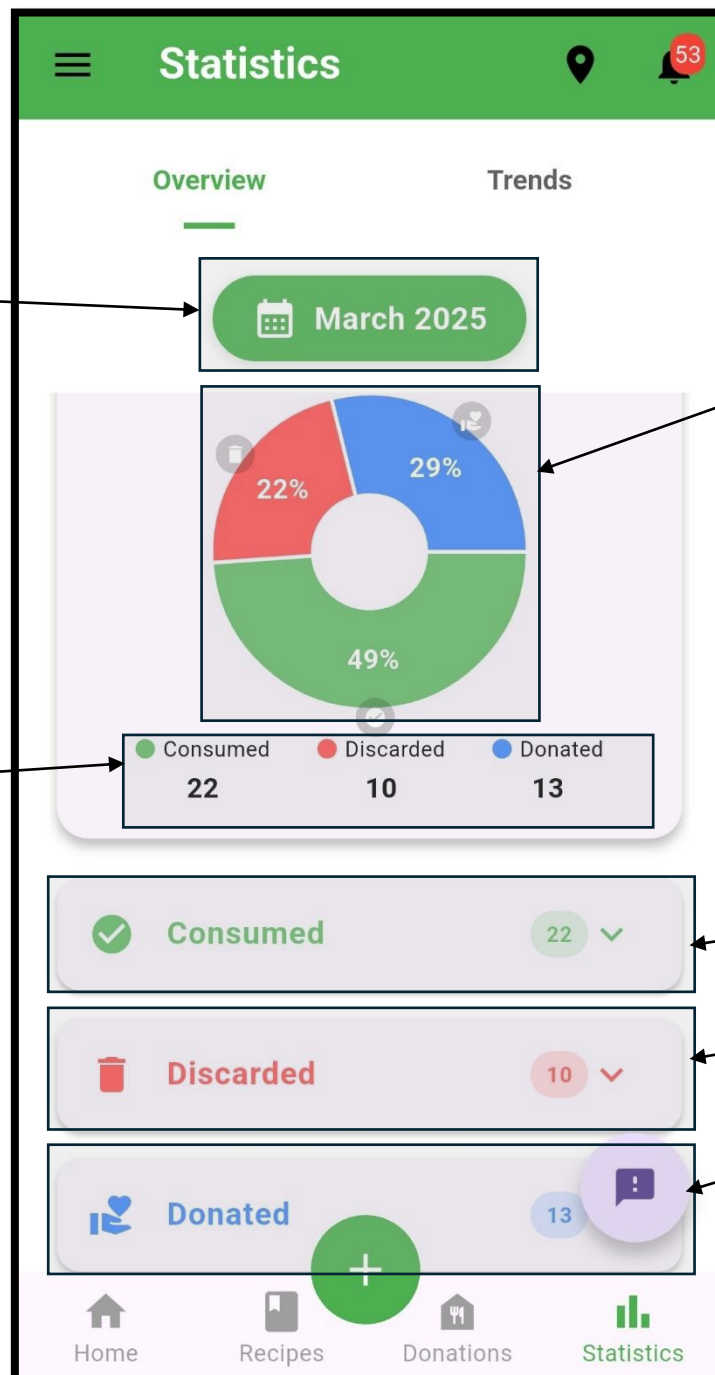 Statistics
53
Overview Trends
March 2025
29%
22%
49%
Consumed Discarded Donated
22 10 13
Consumed 22
Discarded 10
Donated 13
Home Recipes Donations Statistics